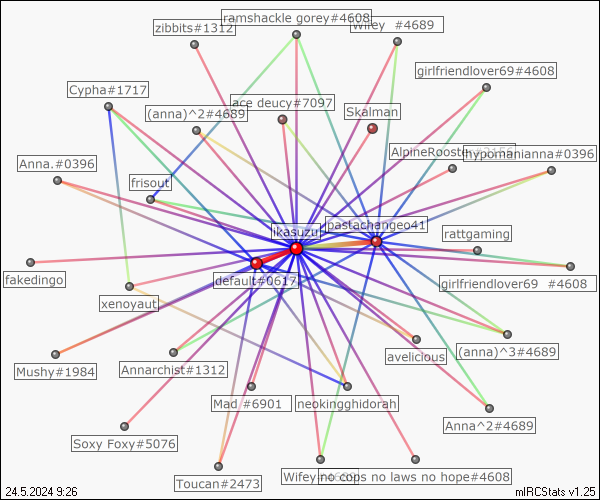 ramshackle gorey#4608
zibbits#1312
Wifey #4689
girlfriendlover69#4608
Cypha#1717
ace deucy#7097
(anna)^2#4689
Skalman
AlpineRooster
hypomanianna#0396
Anna.#0396
frisout
pastachangeo41
ikasuzu
rattgaming
fakedingo
default#0617
girlfriendlover69 #4608
xenoyaut
avelicious
(anna)^3#4689
Mushy#1984
Annarchist#1312
Mad #6901
neokingghidorah
Anna^2#4689
Soxy Foxy#5076
Toucan#2473
Wifey
no cops no laws no hope#4608
24.5.2024 9:26
mIRCStats v1.25